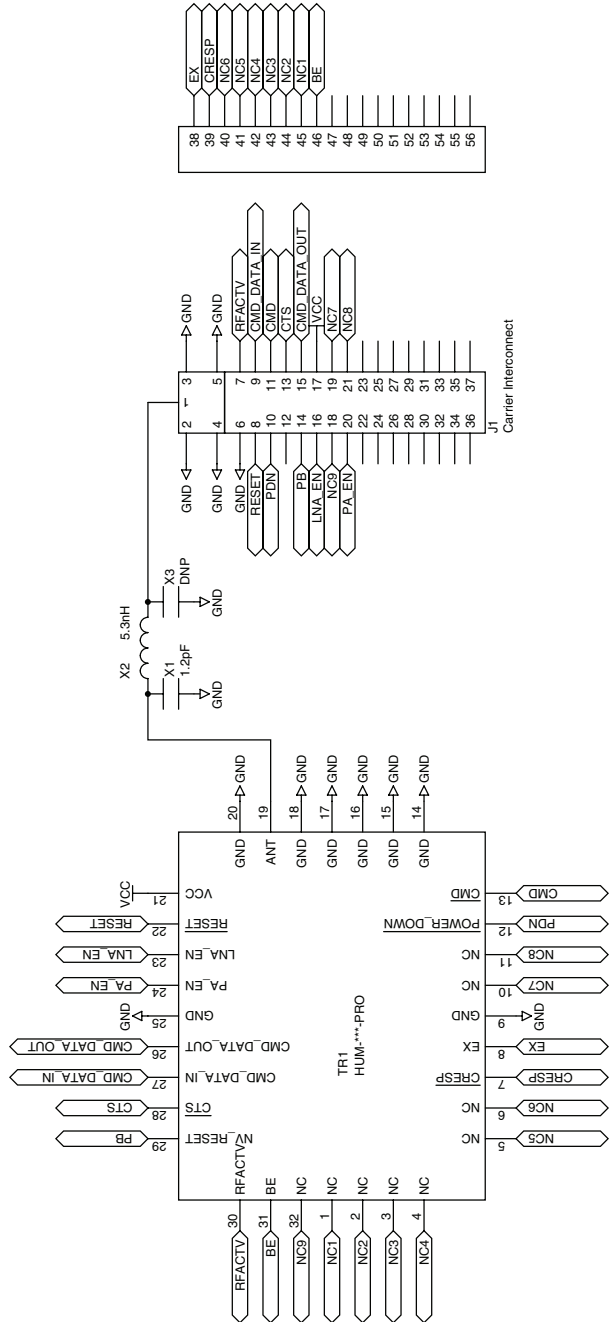 38 EX
39 CRESP
40 NC6
41 NC5
42 NC4
43 NC3
44 NC2
45 NC1
46 BE
47
48
49
50
51
52
53
54
55
56
GND
GND
3
5
1
2
4
GND
GND
GND
6
7 RFACTV
RESET 8
9 CMD_DATA_IN
PDN 10
11 CMD
12
13 CTS
PB 14
15 CMD_DATA_OUT
LNA_EN 16
17 VCC
NC9 18
19 NC7
PA_EN 20
21 NC8
22 23
24 25
26 27
28 29
30 31
32 33
34 35
36 37
J1
Carrier Interconnect
X2 5.3nH
X1
1.2pF
GND
X3
DNP
GND
TR1
HUM-***-PRO
GND 20 GND
ANT 19
GND 18 GND
GND 17 GND
GND 16 GND
GND 15 GND
GND 14 GND
VCC 21 VCC
RESET 22 RESET
LNA_EN 23 LNA_EN
PA_EN 24 PA_EN
GND 25 GND
CMD_DATA_OUT 26 CMD_DATA_OUT
CMD_DATA_IN 27 CMD_DATA_IN
CTS 28 CTS
PB 29 NV_RESET
CMD 13 CMD
POWER_DOWN 12 PDN
NC 11 NC8
NC 10 NC7
GND 9 GND
EX 8 EX
CRESP 7 CRESP
NC 6 NC6
NC 5 NC5
RFACTV 30 RFACTV
BE 31 BE
NC9 32 NC
NC1 1 NC
NC2 2 NC
NC3 3 NC
NC4 4 NC